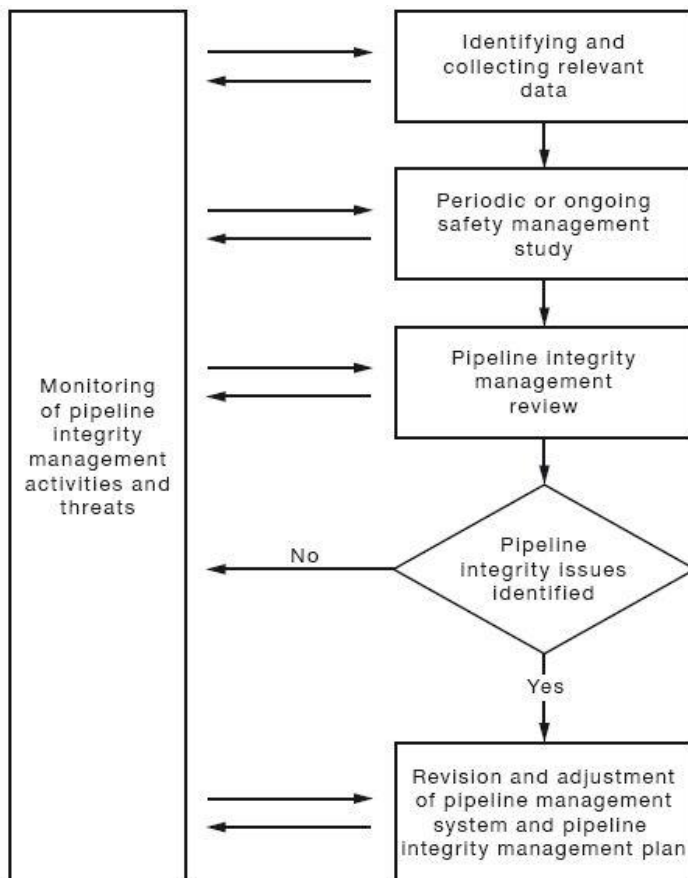 Identifying and
collecting relevant
data
Periodic or ongoing
safety management
study
Pipeline integrity
management
review
Monitoring
of pipeline
integrity
management
activities and
threats
Pipeline
integrity issues
identified
No
Yes
Revision and adjustment
of pipeline management
system and pipeline
integrity management plan